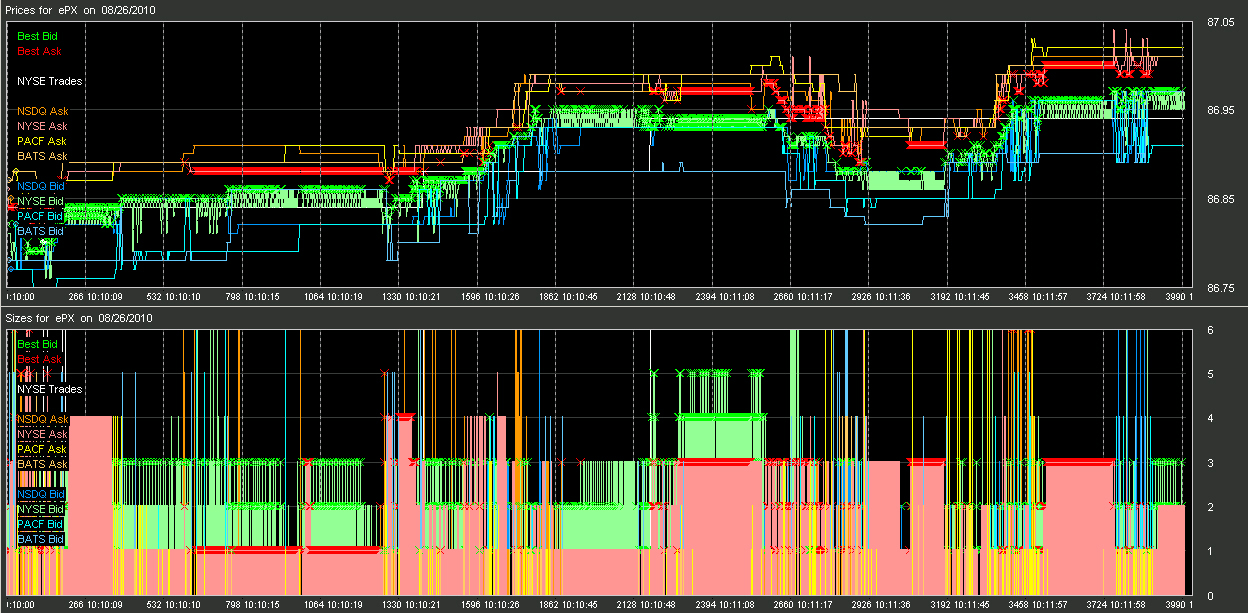 Prices for ePX on 08/26/2010
87.05
Best Bid
Best Ask
NYSE Trades
NSDQ Ask
86.95
NYSE Ask
PACF Ask
BATS Ask
NSDQ Bid
NYSE Bid
86.85
PACF Bid
BATS Bid
86.75
:10:00 266 10:10:09 532 10:10:10 798 10:10:15 1064 10:10:19 1330 10:10:21 1596 10:10:26 1862 10:10:45 2128 10:10:48 2394 10:11:08 2660 10:11:17 2926 10:11:36 3192 10:11:45 3458 10:11:57 3724 10:11:58 3990 1
Sizes for ePX on 08/26/2010
6
Best Bid
Best Ask
5
NYSE Trades
NSDQ Ask
4
NYSE Ask
PACF Ask
BATS Ask
3
NSDQ Bid
NYSE Bid
2
PACF Bid
BATS Bid
1
0
:10:00 266 10:10:09 532 10:10:10 798 10:10:15 1064 10:10:19 1330 10:10:21 1596 10:10:26 1862 10:10:45 2128 10:10:48 2394 10:11:08 2660 10:11:17 2926 10:11:36 3192 10:11:45 3458 10:11:57 3724 10:11:58 3990 1